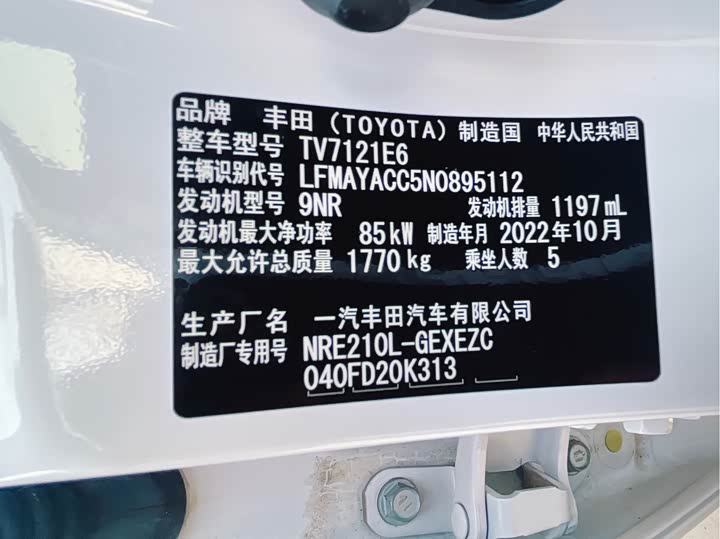 品牌 丰田（TOYOTA）制造国 中华人民共和国
整车型号 TV7121E6
车辆识别代号 LFMAYACC5N0895112
发动机型号 9NR 发动机排量 1197 mL
发动机最大净功率 85kW 制造年月 2022年10月
最大允许总质量 1770 kg 乘坐人数 5
生产厂名 一汽丰田汽车有限公司
制造厂专用号 NRE210L-GEXEZC
040FD20K313